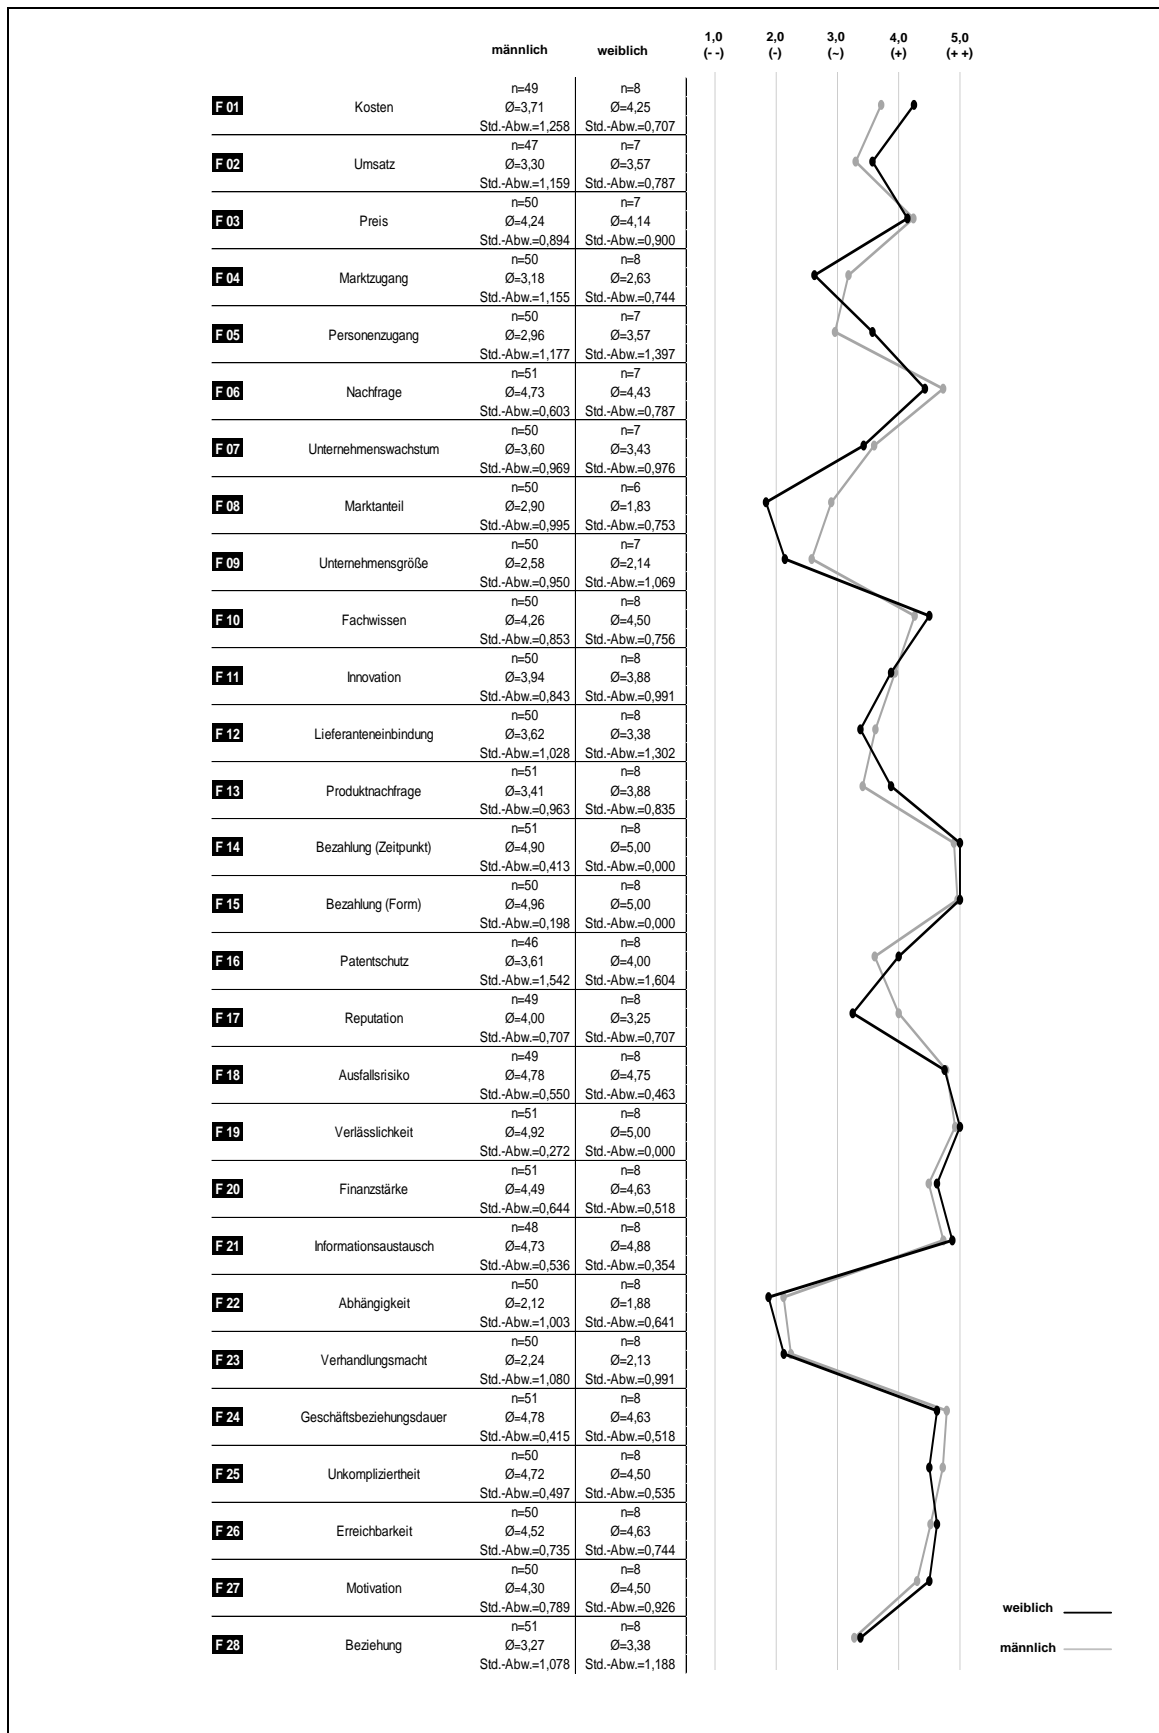 männlich weiblich 1,0 2,0 3,0 4,0 5,0
(- -) (-) (~) (+) (+ +)
n=49 n=8
F 01 Kosten Ø=3,71 Ø=4,25
Std.-Abw.=1,258 Std.-Abw.=0,707
n=47 n=7
F 02 Umsatz Ø=3,30 Ø=3,57
Std.-Abw.=1,159 Std.-Abw.=0,787
n=50 n=7
F 03 Preis Ø=4,24 Ø=4,14
Std.-Abw.=0,894 Std.-Abw.=0,900
n=50 n=8
F 04 Marktzugang Ø=3,18 Ø=2,63
Std.-Abw.=1,155 Std.-Abw.=0,744
n=50 n=7
F 05 Personenzugang Ø=2,96 Ø=3,57
Std.-Abw.=1,177 Std.-Abw.=1,397
n=51 n=7
F 06 Nachfrage Ø=4,73 Ø=4,43
Std.-Abw.=0,603 Std.-Abw.=0,787
n=50 n=7
F 07 Unternehmenswachstum Ø=3,60 Ø=3,43
Std.-Abw.=0,969 Std.-Abw.=0,976
n=50 n=6
F 08 Marktanteil Ø=2,90 Ø=1,83
Std.-Abw.=0,995 Std.-Abw.=0,753
n=50 n=7
F 09 Unternehmensgröße Ø=2,58 Ø=2,14
Std.-Abw.=0,950 Std.-Abw.=1,069
n=50 n=8
F 10 Fachwissen Ø=4,26 Ø=4,50
Std.-Abw.=0,853 Std.-Abw.=0,756
n=50 n=8
F 11 Innovation Ø=3,94 Ø=3,88
Std.-Abw.=0,843 Std.-Abw.=0,991
n=50 n=8
F 12 Lieferanteneinbindung Ø=3,62 Ø=3,38
Std.-Abw.=1,028 Std.-Abw.=1,302
n=51 n=8
F 13 Produktnachfrage Ø=3,41 Ø=3,88
Std.-Abw.=0,963 Std.-Abw.=0,835
n=51 n=8
F 14 Bezahlung (Zeitpunkt) Ø=4,90 Ø=5,00
Std.-Abw.=0,413 Std.-Abw.=0,000
n=50 n=8
F 15 Bezahlung (Form) Ø=4,96 Ø=5,00
Std.-Abw.=0,198 Std.-Abw.=0,000
n=46 n=8
F 16 Patentschutz Ø=3,61 Ø=4,00
Std.-Abw.=1,542 Std.-Abw.=1,604
n=49 n=8
F 17 Reputation Ø=4,00 Ø=3,25
Std.-Abw.=0,707 Std.-Abw.=0,707
n=49 n=8
F 18 Ausfallsrisiko Ø=4,78 Ø=4,75
Std.-Abw.=0,550 Std.-Abw.=0,463
n=51 n=8
F 19 Verlässlichkeit Ø=4,92 Ø=5,00
Std.-Abw.=0,272 Std.-Abw.=0,000
n=51 n=8
F 20 Finanzstärke Ø=4,49 Ø=4,63
Std.-Abw.=0,644 Std.-Abw.=0,518
n=48 n=8
F 21 Informationsaustausch Ø=4,73 Ø=4,88
Std.-Abw.=0,536 Std.-Abw.=0,354
n=50 n=8
F 22 Abhängigkeit Ø=2,12 Ø=1,88
Std.-Abw.=1,003 Std.-Abw.=0,641
n=50 n=8
F 23 Verhandlungsmacht Ø=2,24 Ø=2,13
Std.-Abw.=1,080 Std.-Abw.=0,991
n=51 n=8
F 24 Geschäftsbeziehungsdauer Ø=4,78 Ø=4,63
Std.-Abw.=0,415 Std.-Abw.=0,518
n=50 n=8
F 25 Unkompliziertheit Ø=4,72 Ø=4,50
Std.-Abw.=0,497 Std.-Abw.=0,535
n=50 n=8
F 26 Erreichbarkeit Ø=4,52 Ø=4,63
Std.-Abw.=0,735 Std.-Abw.=0,744
n=50 n=8
F 27 Motivation Ø=4,30 Ø=4,50
Std.-Abw.=0,789 Std.-Abw.=0,926
weiblich
n=51 n=8
F 28 Beziehung Ø=3,27 Ø=3,38
männlich
Std.-Abw.=1,078 Std.-Abw.=1,188